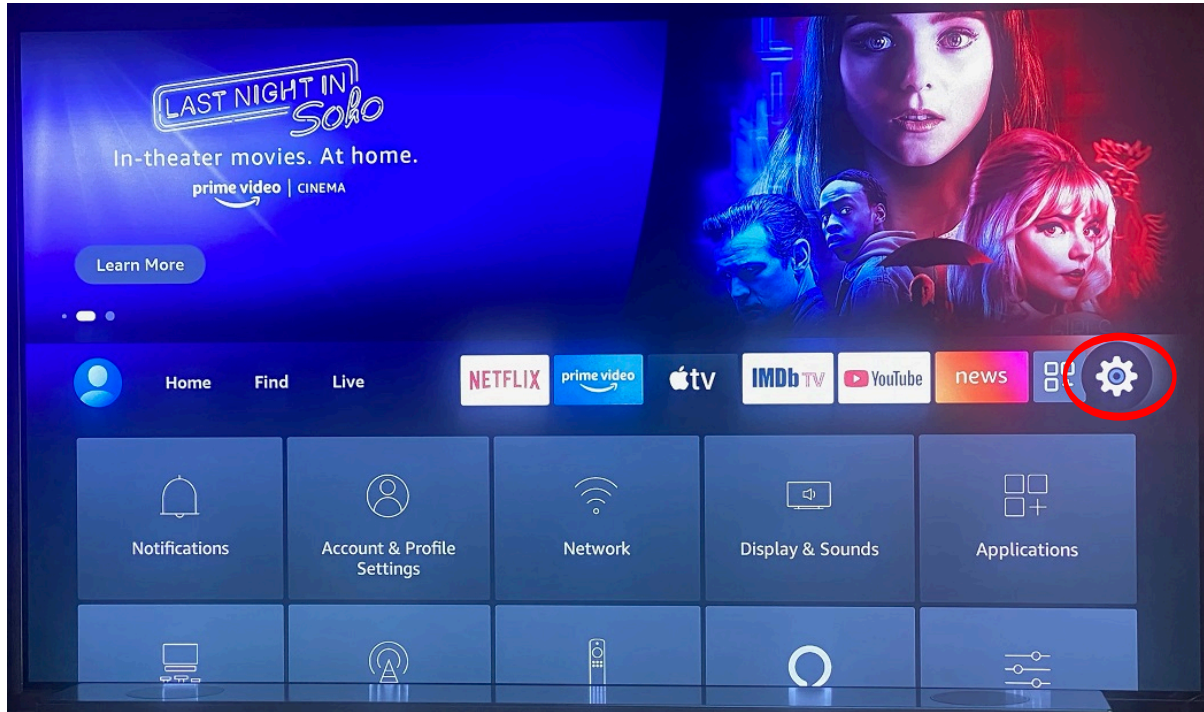 LAST NIGHT IN
Soho
In-theater movies. At home.
prime video | CINEMA
Learn More
Home Find Live NETFLIX prime video tv IMDb TV YouTube news
Notifications Account & Profile Network Display & Sounds Applications
Settings